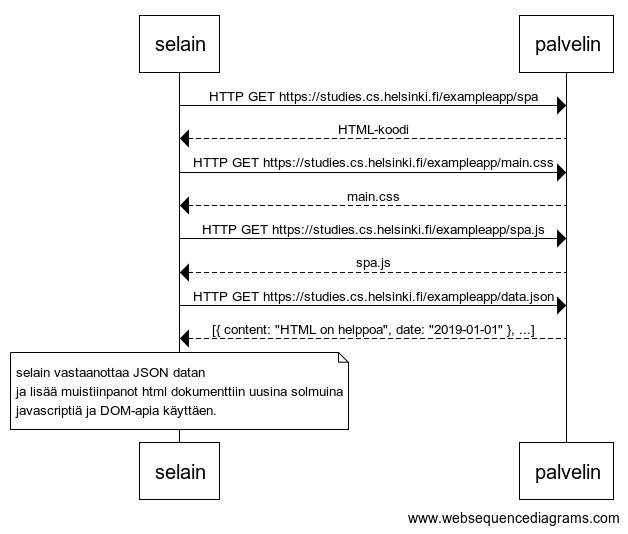 selain
palvelin
HTTP GET https://studies.cs.helsinki.fi/exampleapp/spa
HTML-koodi
HTTP GET https://studies.cs.helsinki.fi/exampleapp/main.css
main.css
HTTP GET https://studies.cs.helsinki.fi/exampleapp/spa.js
spa.js
HTTP GET https://studies.cs.helsinki.fi/exampleapp/data.json
[{ content: "HTML on helppoa", date: "2019-01-01" }, ...]
selain vastaanottaa JSON datan
ja lisää muistiinpanot html dokumenttiin uusina solmuina
javascriptiä ja DOM-apia käyttäen.
selain
palvelin
www.websequencediagrams.com